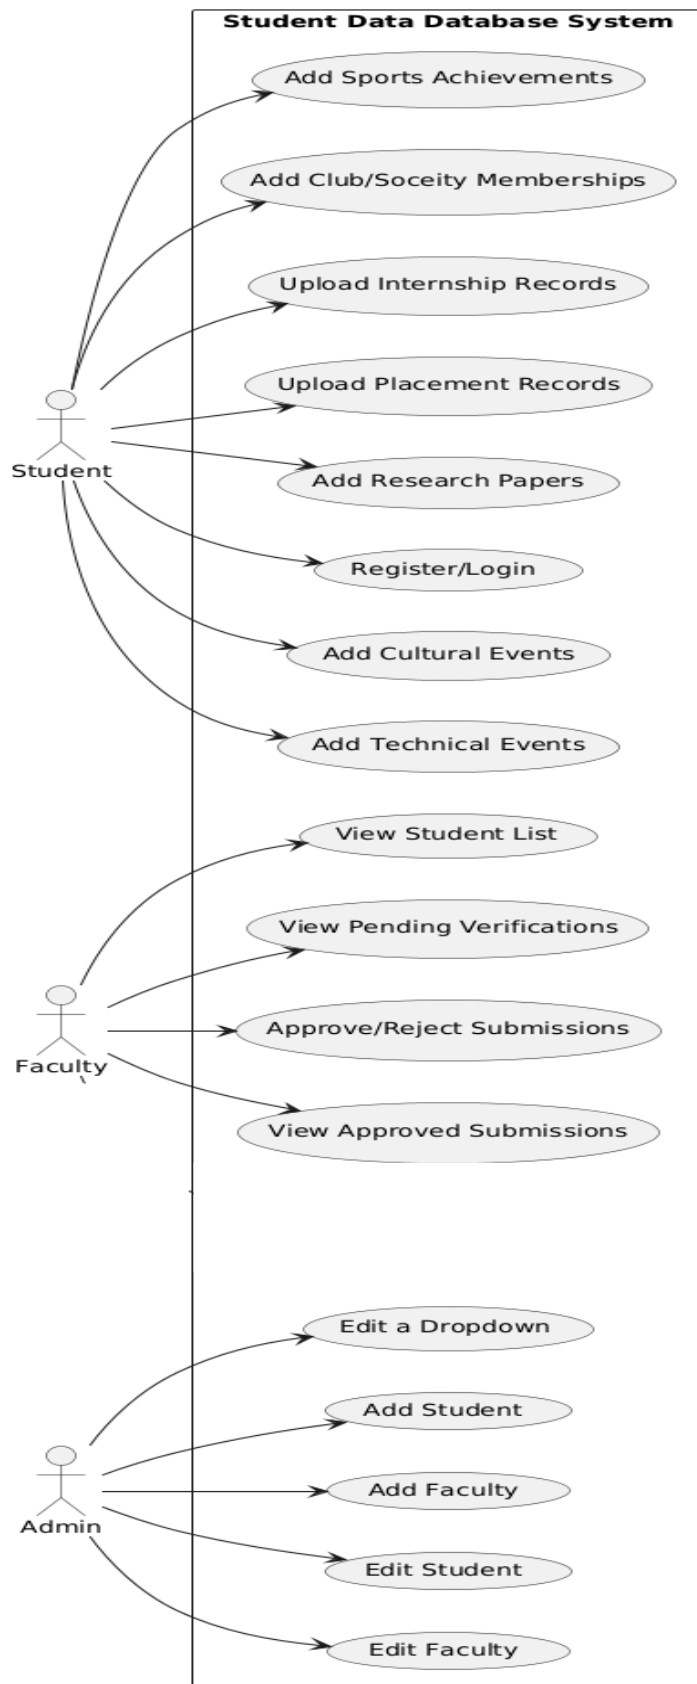 Student Data Database System
Add Sports Achievements
Add Club/Soceity Memberships
Upload Internship Records
Upload Placement Records
Student
Add Research Papers
Register/Login
Add Cultural Events
Add Technical Events
View Student List
View Pending Verifications
Approve/Reject Submissions
Faculty
View Approved Submissions
Edit a Dropdown
Add Student
Add Faculty
Admin
Edit Student
Edit Faculty